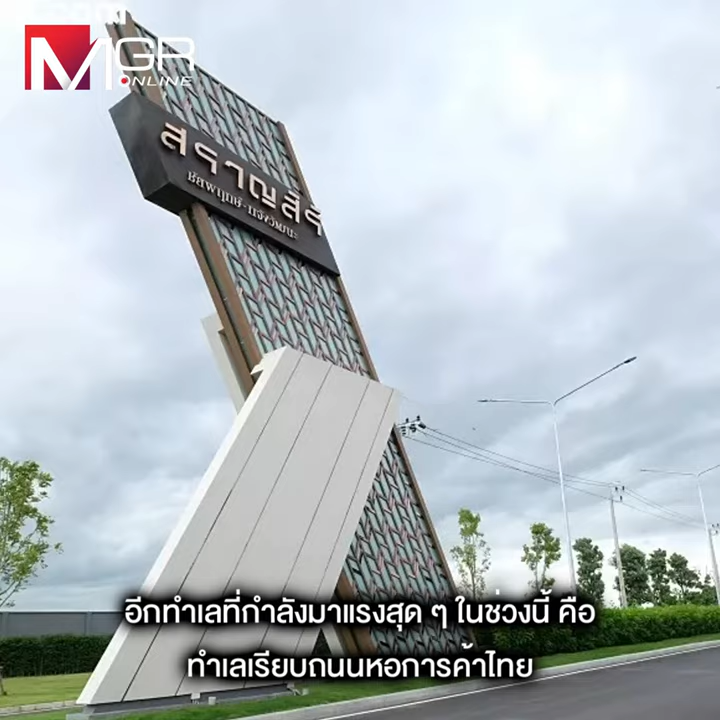 MGR
ONLINE
สราญสิริ
ชัยพฤกษ์-แจ้งวัฒนะ
อีกทำเลที่กำลังมาแรงสุด ๆ ในช่วงนี้ คือ
ทำเลเรียบถนนหอการค้าไทย